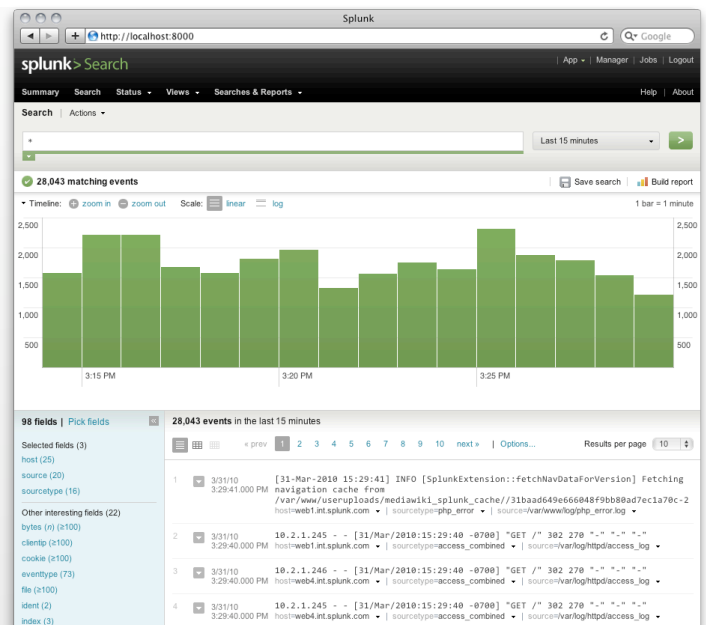 Splunk
http://localhost:8000
Google
splunk> Search
| App | Manager | Jobs | Logout
Summary Search Status Views Searches & Reports Help | About
Search | Actions
*
Last 15 minutes
>
28,043 matching events
Save search | Build report
Timeline: zoom in zoom out Scale: linear log 1 bar = 1 minute
2,500 2,500
2,000 2,000
1,500 1,500
1,000 1,000
500 500
3:15 PM 3:20 PM 3:25 PM
98 fields | Pick fields
«
Selected fields (3)
host (25)
source (20)
sourcetype (16)
Other interesting fields (22)
bytes (n) (≥100)
clientip (≥100)
cookie (≥100)
eventtype (73)
file (≥100)
ident (2)
index (3)
28,043 events in the last 15 minutes
« prev 1 2 3 4 5 6 7 8 9 10 next » | Options... Results per page 10
1 3/31/10 3:29:41.000 PM
[31-Mar-2010 15:29:41] INFO [SplunkExtension::fetchNavDataForVersion] Fetching
navigation cache from
/var/www/useruploads/mediawiki_splunk_cache//31baad649e666048f9bb80ad7ec1a70c-2
host=web1.int.splunk.com | sourcetype=php_error | source=/var/www/log/php_error.log
2 3/31/10 3:29:40.000 PM
10.2.1.245 - - [31/Mar/2010:15:29:40 -0700] "GET /" 302 270 "-" "-" "-"
host=web1.int.splunk.com | sourcetype=access_combined | source=/var/log/httpd/access_log
3 3/31/10 3:29:40.000 PM
10.2.1.246 - - [31/Mar/2010:15:29:40 -0700] "GET /" 302 270 "-" "-" "-"
host=web4.int.splunk.com | sourcetype=access_combined | source=/var/log/httpd/access_log
4 3/31/10 3:29:40.000 PM
10.2.1.245 - - [31/Mar/2010:15:29:40 -0700] "GET /" 302 270 "-" "-" "-"
host=web4.int.splunk.com | sourcetype=access_combined | source=/var/log/httpd/access_log